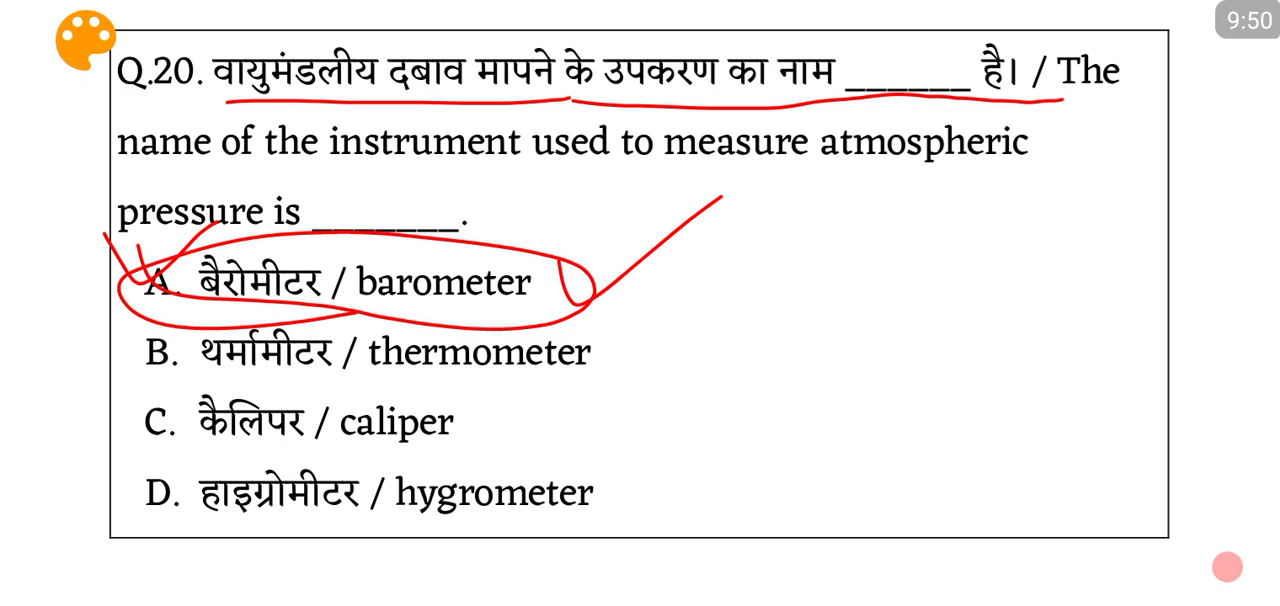 9:50
Q.20. वायुमंडलीय दबाव मापने के उपकरण का नाम ______ है। / The
name of the instrument used to measure atmospheric
pressure is _______.
A. बैरोमीटर / barometer
B. थर्मामीटर / thermometer
C. कैलिपर / caliper
D. हाइग्रोमीटर / hygrometer